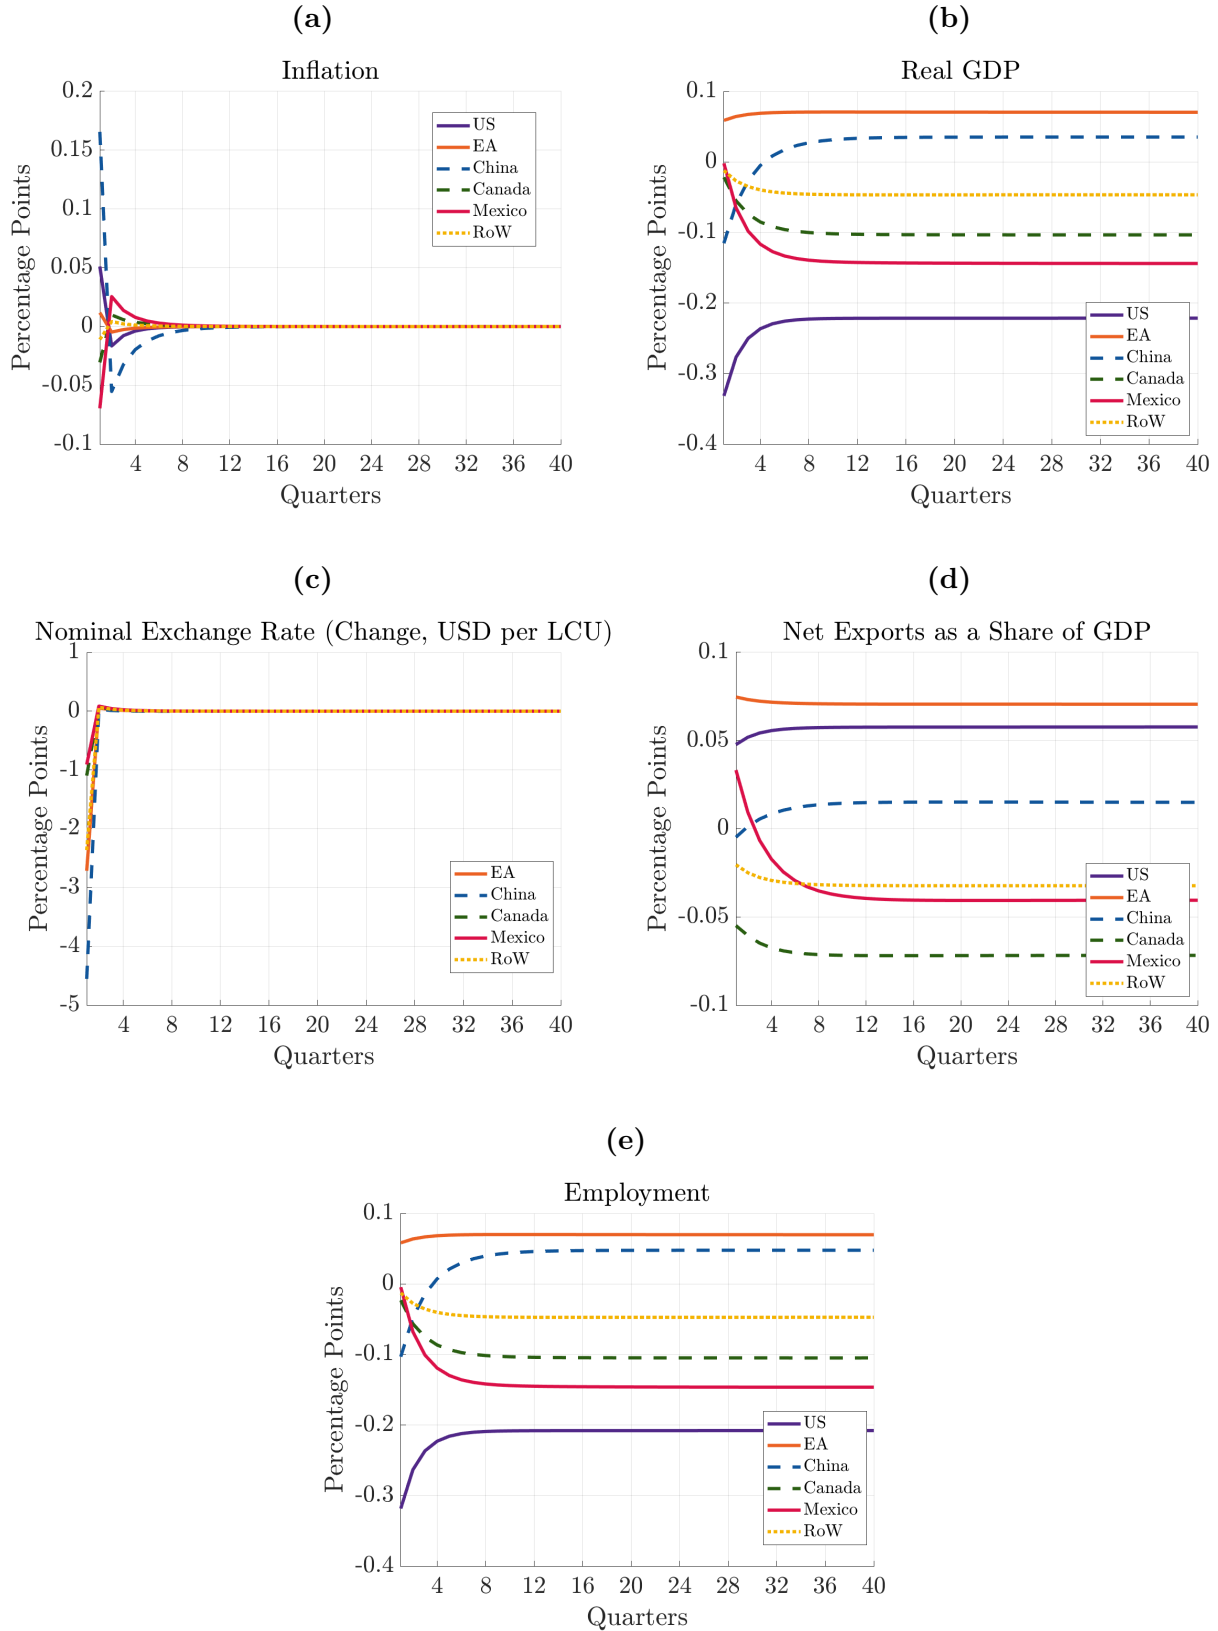 (a)
Inflation
Percentage Points
0.2
0.15
0.1
0.05
0
-0.05
-0.1
US
EA
China
Canada
Mexico
RoW
4 8 12 16 20 24 28 32 36 40
Quarters
(b)
Real GDP
Percentage Points
0.1
0
-0.1
-0.2
-0.3
-0.4
US
EA
China
Canada
Mexico
RoW
4 8 12 16 20 24 28 32 36 40
Quarters
(c)
Nominal Exchange Rate (Change, USD per LCU)
Percentage Points
1
0
-1
-2
-3
-4
-5
EA
China
Canada
Mexico
RoW
4 8 12 16 20 24 28 32 36 40
Quarters
(d)
Net Exports as a Share of GDP
Percentage Points
0.1
0.05
0
-0.05
-0.1
US
EA
China
Canada
Mexico
RoW
4 8 12 16 20 24 28 32 36 40
Quarters
(e)
Employment
Percentage Points
0.1
0
-0.1
-0.2
-0.3
-0.4
US
EA
China
Canada
Mexico
RoW
4 8 12 16 20 24 28 32 36 40
Quarters